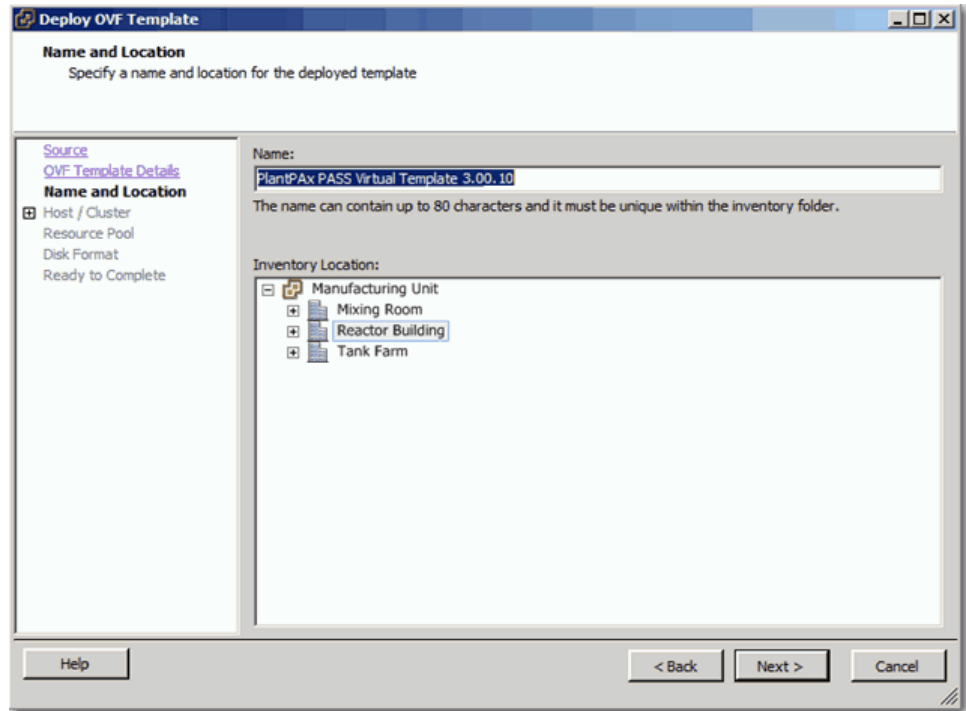 Deploy OVF Template
Name and Location
Specify a name and location for the deployed template
Source
OVF Template Details
Name and Location
Host / Cluster
Resource Pool
Disk Format
Ready to Complete
Name:
PlantPAx PASS Virtual Template 3.00.10
The name can contain up to 80 characters and it must be unique within the inventory folder.
Inventory Location:
Manufacturing Unit
Mixing Room
Reactor Building
Tank Farm
Help
< Back
Next >
Cancel